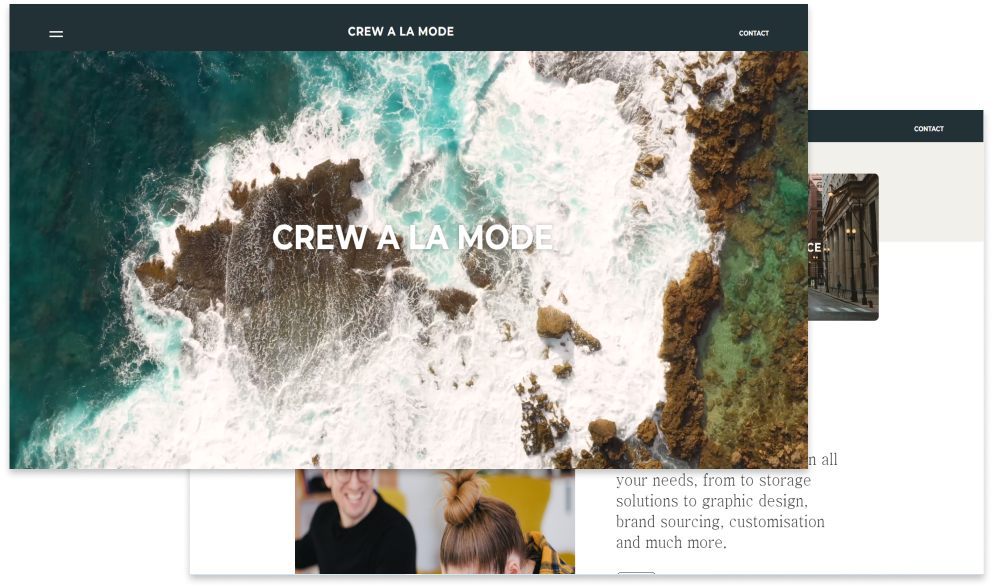 CREW A LA MODE
CONTACT
CREW A LA MODE
CONTACT
CE
n all
your needs, from to storage
solutions to graphic design,
brand sourcing, customisation
and much more.